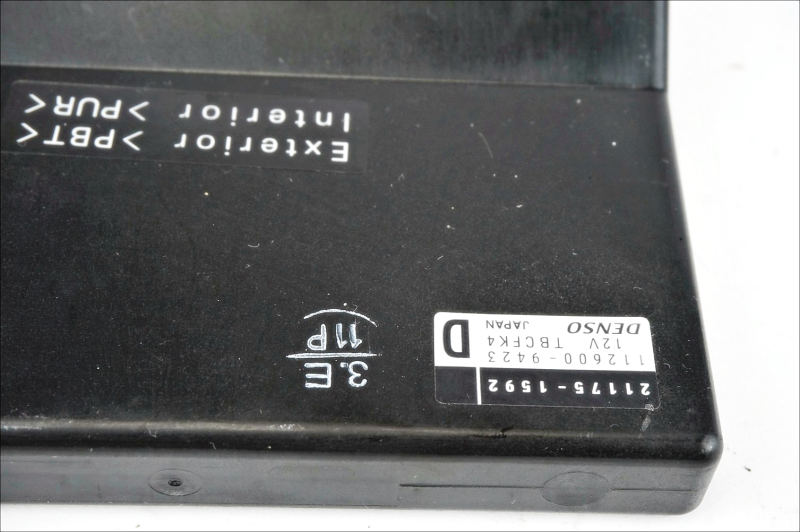 21175-1592
112600-9423
12V TBCFK4
DENSO
JAPAN
D
3.E
11P
Exterior >PBT<
Interior >PUR<